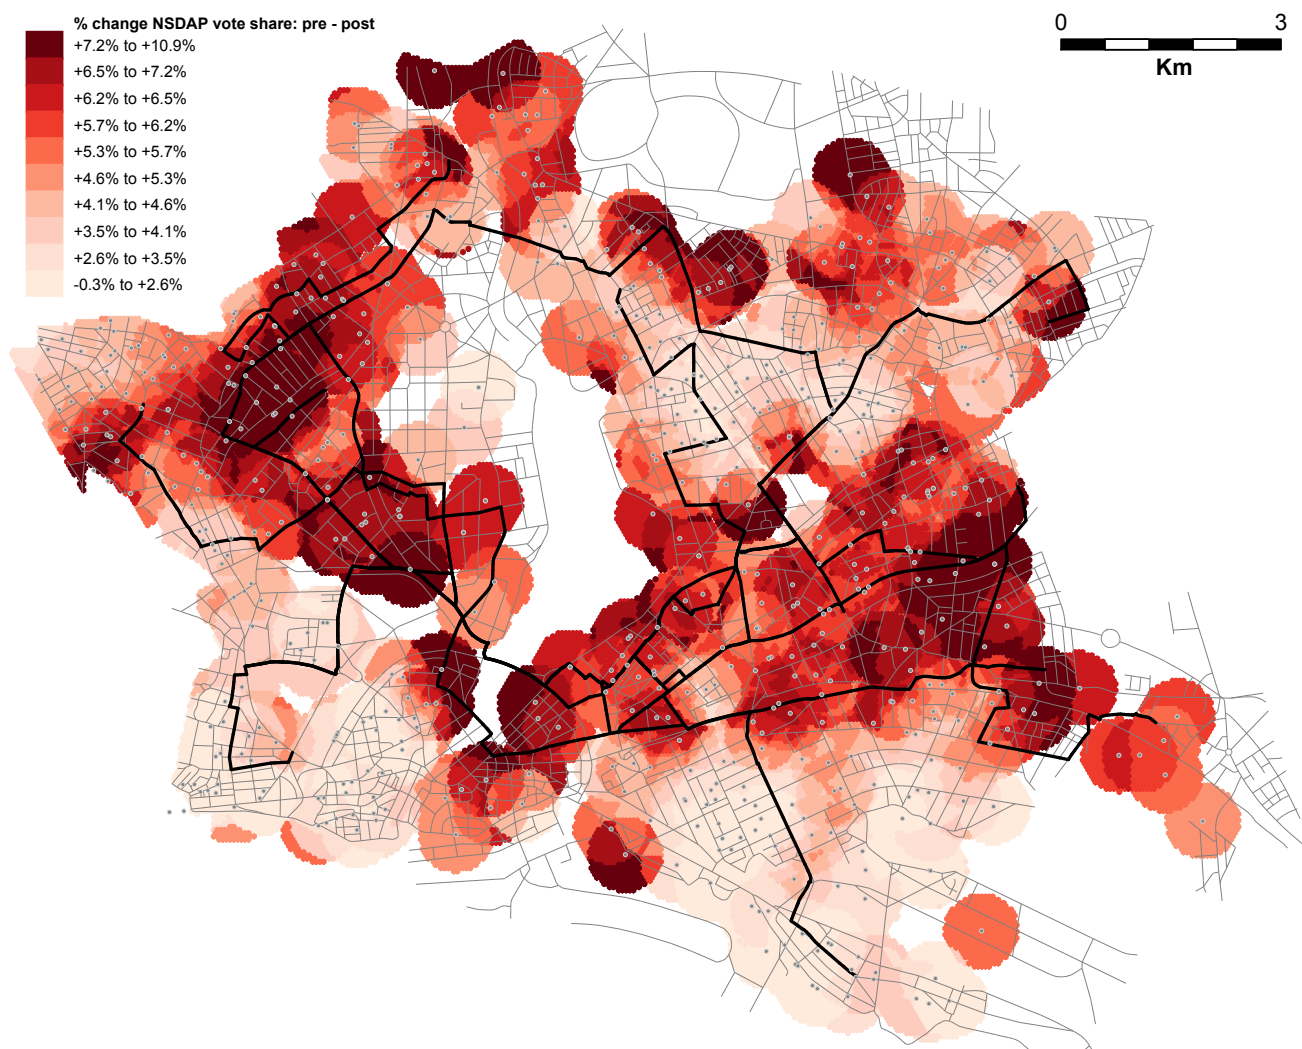 % change NSDAP vote share: pre - post
+7.2% to +10.9%
+6.5% to +7.2%
+6.2% to +6.5%
+5.7% to +6.2%
+5.3% to +5.7%
+4.6% to +5.3%
+4.1% to +4.6%
+3.5% to +4.1%
+2.6% to +3.5%
-0.3% to +2.6%
0 3
Km